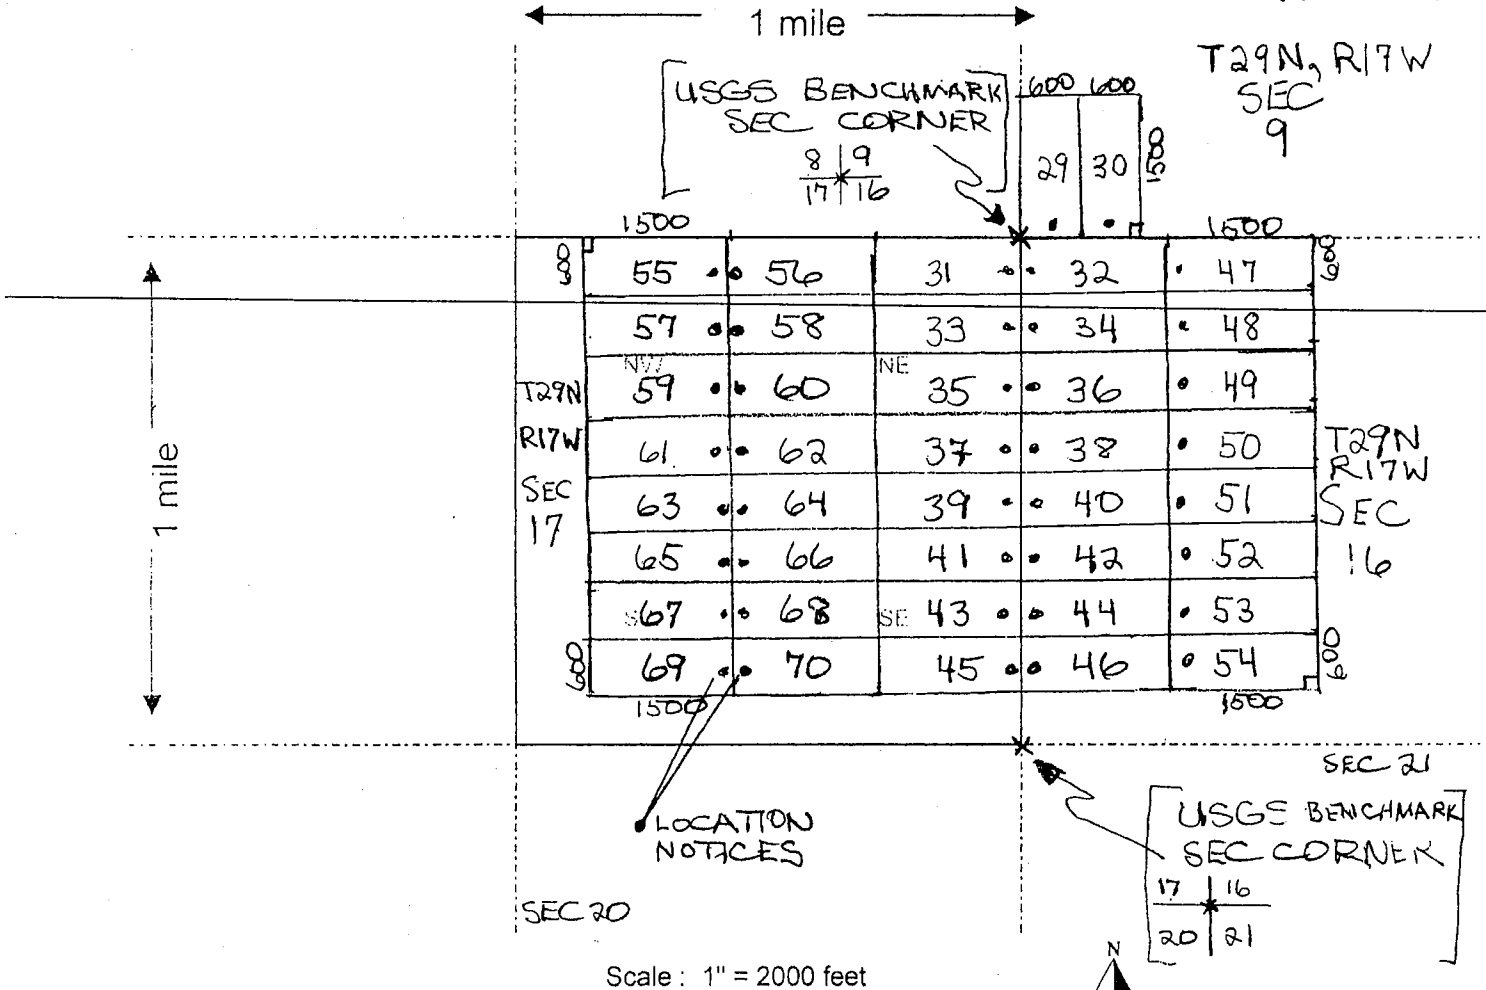 1 mile
T29N, R17W
SEC
9
USGS BENCHMARK
SEC CORNER
8 9
17 16
600 600
29 30 1500
1500 1500
600 55 56 31 32 47 600
57 58 33 34 48
NW NE
T29N 59 60 35 36 49
R17W 61 62 37 38 50 T29N
R17W
SEC 63 64 39 40 51 SEC
17 65 66 41 42 52 16
67 68 SE 43 44 53
600 69 70 45 46 54 600
1500 1500
1 mile
SEC 21
LOCATION
NOTICES
USGS BENCHMARK
SEC CORNER
17 16
20 21
SEC 20
N
Scale : 1" = 2000 feet